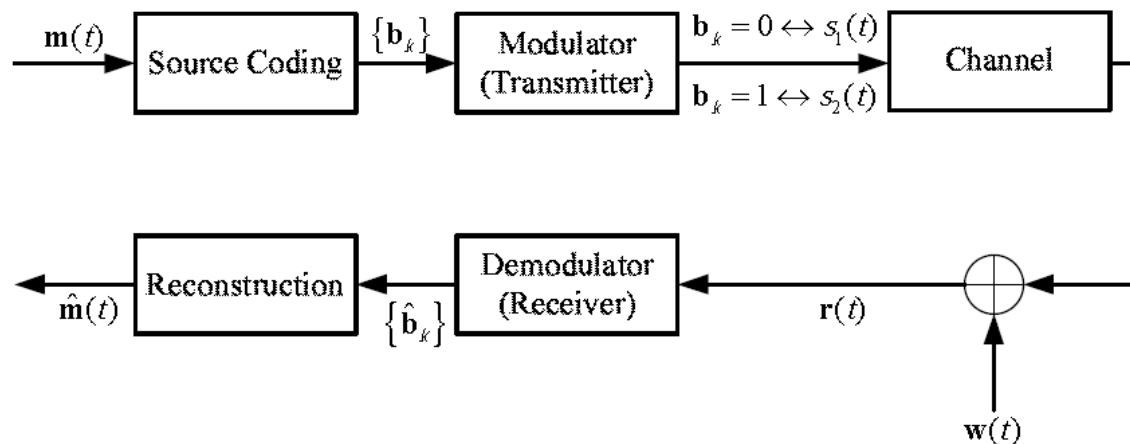 m(t)
Source Coding
{b_k}
Modulator
(Transmitter)
b_k = 0 ↔ s_1(t)
b_k = 1 ↔ s_2(t)
Channel
m̂(t)
Reconstruction
{b̂_k}
Demodulator
(Receiver)
r(t)
w(t)